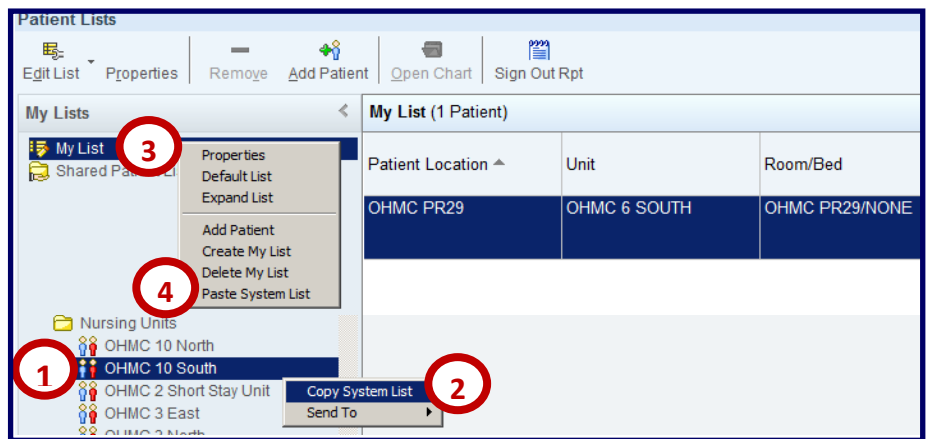 Patient Lists
Edit List Properties Remove Add Patient Open Chart Sign Out Rpt
My Lists
My List (1 Patient)
My List
3
Shared
Properties
Default List
Expand List
Add Patient
Create My List
Delete My List
Paste System List
4
Patient Location Unit Room/Bed
OHMC PR29 OHMC 6 SOUTH OHMC PR29/NONE
Nursing Units
OHMC 10 North
1
OHMC 10 South
OHMC 2 Short Stay Unit
OHMC 3 East
Copy System List
2
Send To